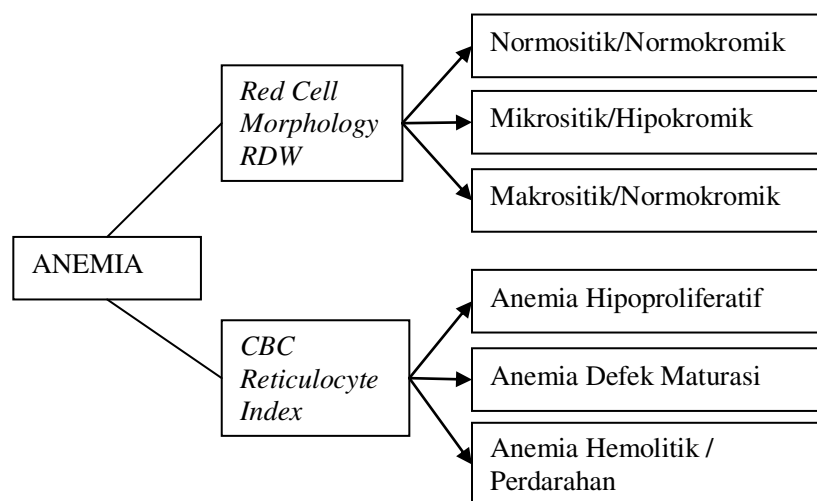 Normositik/Normokromik
Red Cell
Morphology
RDW
Mikrositik/Hipokromik
Makrositik/Normokromik
ANEMIA
CBC
Reticulocyte
Index
Anemia Hipoproliferatif
Anemia Defek Maturasi
Anemia Hemolitik /
Perdarahan